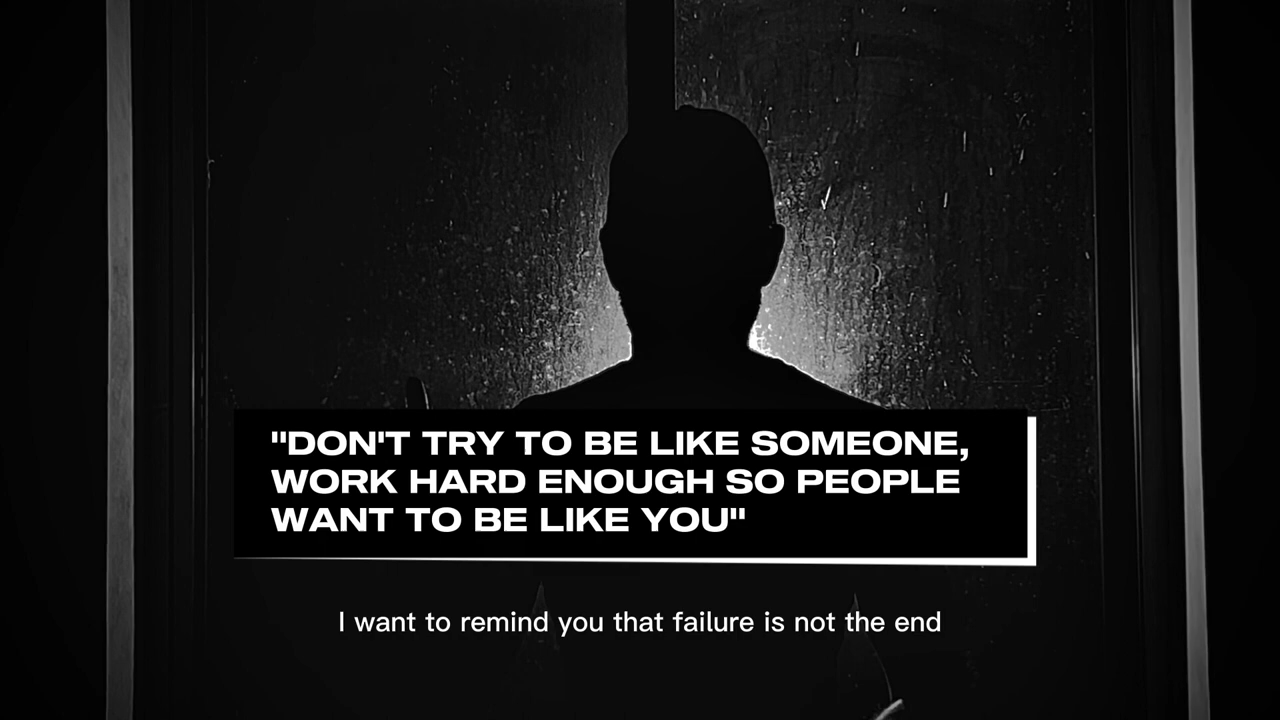 "DON'T TRY TO BE LIKE SOMEONE,
WORK HARD ENOUGH SO PEOPLE
WANT TO BE LIKE YOU"
I want to remind you that failure is not the end